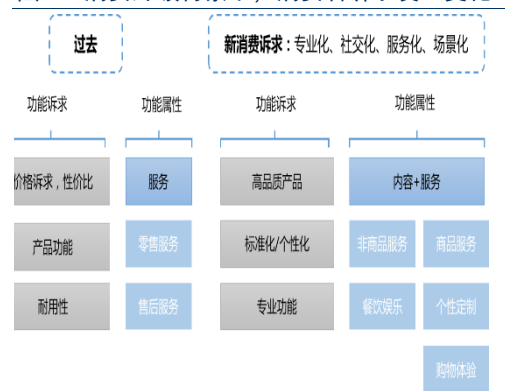 过去
新消费诉求：专业化、社交化、服务化、场景化
功能诉求 功能属性 功能诉求 功能属性
价格诉求，性价比 服务 高品质产品 内容+服务
产品功能 零售服务 标准化/个性化 非商品服务 商品服务
耐用性 售后服务 专业功能 餐饮娱乐 个性定制
购物体验